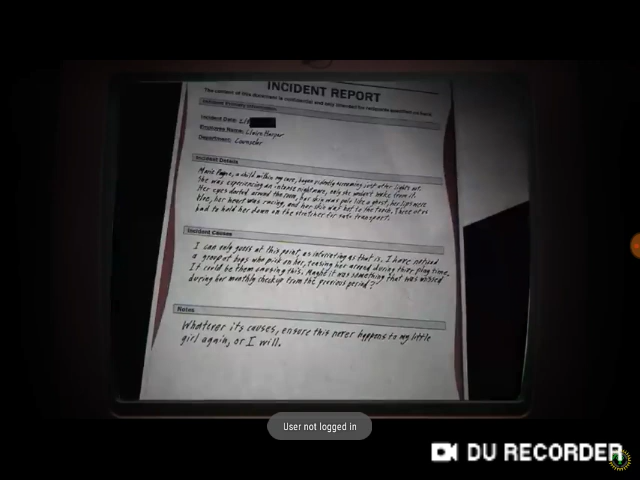 INCIDENT REPORT
The content of this document is confidential and only intended for
Incident Details
Marie Payne, a child within my care, began violently screaming just after lights out.
She was experiencing an intense nightmare, only she wouldn't wake from it.
Her eyes darted around the room, her skin was pale like a ghost, her lips were
blue, her heart was racing, and her skin was hot to the touch, three of us
had to hold her down on the stretcher for safe transport.
Incident Date:
Employee Name: Claire Harper
Department: Counselor
Incident Causes
I can only guess at this point, as infuriating as that is. I have noticed
a group of boys who pick on her, teasing her around during their play time.
It could be them causing this. Maybe it was something that was missed
during her monthly checkup from the previous period?
Notes
Whatever its causes, ensure this never happens to my little
girl again, or I will.
User not logged in
DU RECORDER